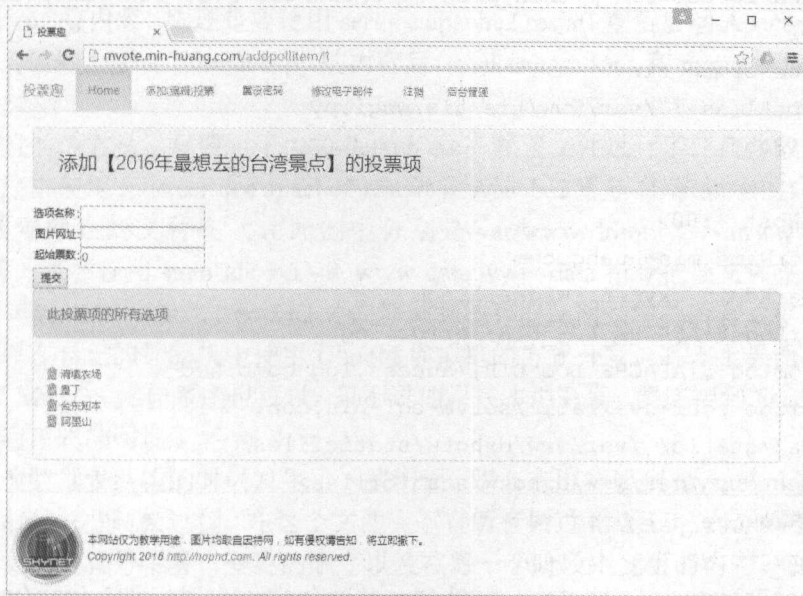 投票趣
mvote.min-huang.com/addpollitem/1
投票趣 Home 添加/编辑投票 重设密码 修改电子邮件 注销 后台管理
添加【2016年最想去的台湾景点】的投票项
选项名称:
图片网址:
起始票数: 0
提交
此投票项的所有选项
清境农场
垦丁
台东知本
阿里山
SKYNET
本网站仅为教学用途，图片均取自因特网，如有侵权请告知，将立即撤下。
Copyright 2016 http://hophd.com. All rights reserved.